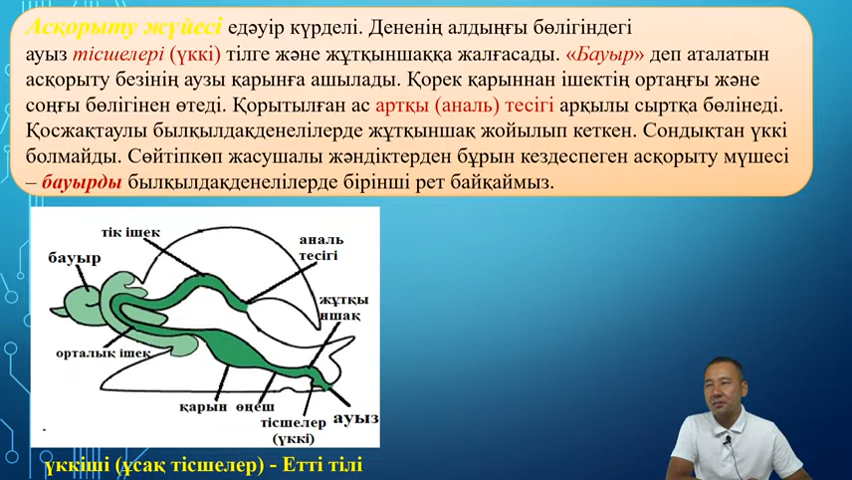 Асқорыту жүйесі едәуір күрделі. Дененің алдыңғы бөлігіндегі
ауыз тісшелері (үккі) тілге және жұтқыншаққа жалғасады. «Бауыр» деп аталатын
асқорыту безінің аузы қарынға ашылады. Қорек қарыннан ішектің ортаңғы және
соңғы бөлігінен өтеді. Қорытылған ас артқы (аналь) тесігі арқылы сыртқа бөлінеді.
Қосжақтаулы былқылдақденелілерде жұтқыншақ жойылып кеткен. Сондықтан үккі
болмайды. Сөйтіпкөп жасушалы жәндіктерден бұрын кездеспеген асқорыту мүшесі
– бауырды былқылдақденелілерде бірінші рет байқаймыз.
тік ішек
аналь
тесігі
бауыр
жұтқы
ншақ
орталық ішек
қарын өңеш
ауыз
тісшелер
(үккі)
үккіші (ұсақ тісшелер) - Етті тілі